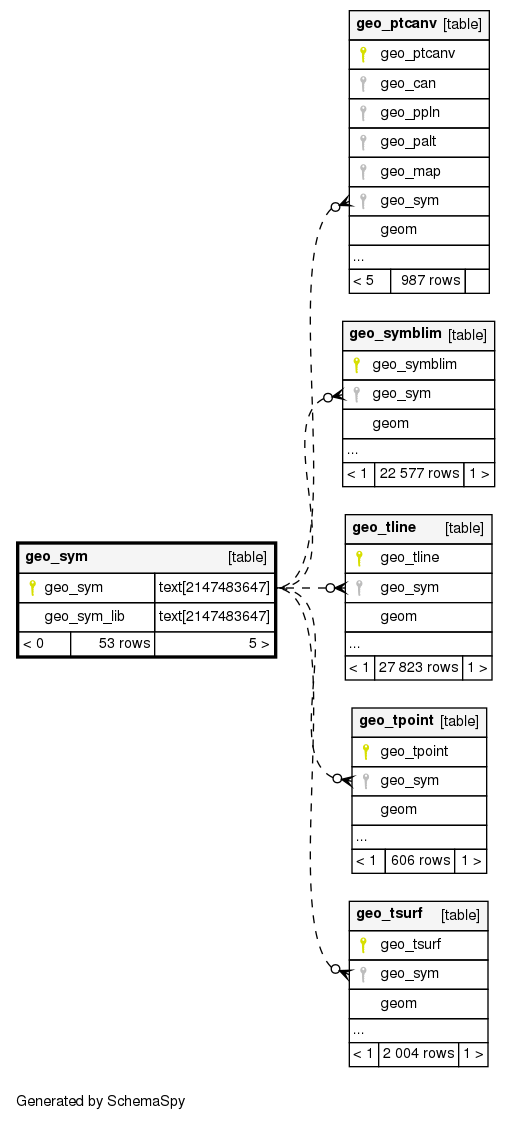 geo_ptcanv [table]
geo_ptcanv
geo_can
geo_ppln
geo_palt
geo_map
geo_sym
geom
...
< 5 987 rows
geo_symblim [table]
geo_symblim
geo_sym
geom
...
< 1 22 577 rows 1 >
geo_sym [table]
geo_sym text[2147483647]
geo_sym_lib text[2147483647]
< 0 53 rows 5 >
geo_tline [table]
geo_tline
geo_sym
geom
...
< 1 27 823 rows 1 >
geo_tpoint [table]
geo_tpoint
geo_sym
geom
...
< 1 606 rows 1 >
geo_tsurf [table]
geo_tsurf
geo_sym
geom
...
< 1 2 004 rows 1 >
Generated by SchemaSpy